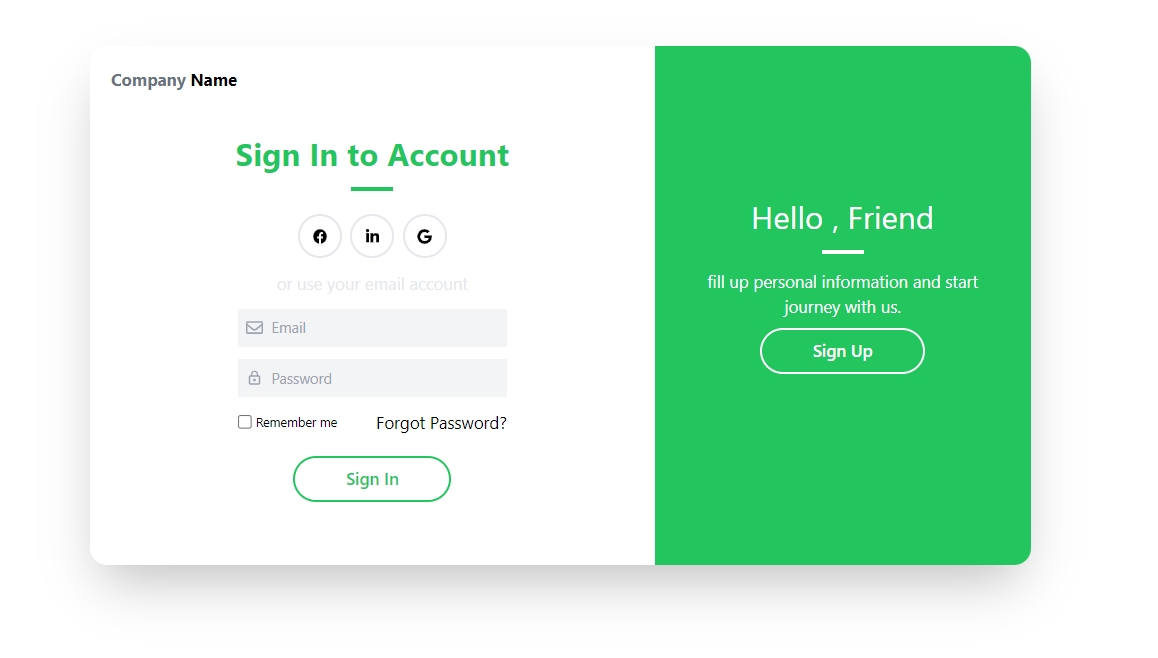 Company Name
Sign In to Account
or use your email account
Email
Password
Remember me
Forgot Password?
Sign In
Hello , Friend
fill up personal information and start
journey with us.
Sign Up